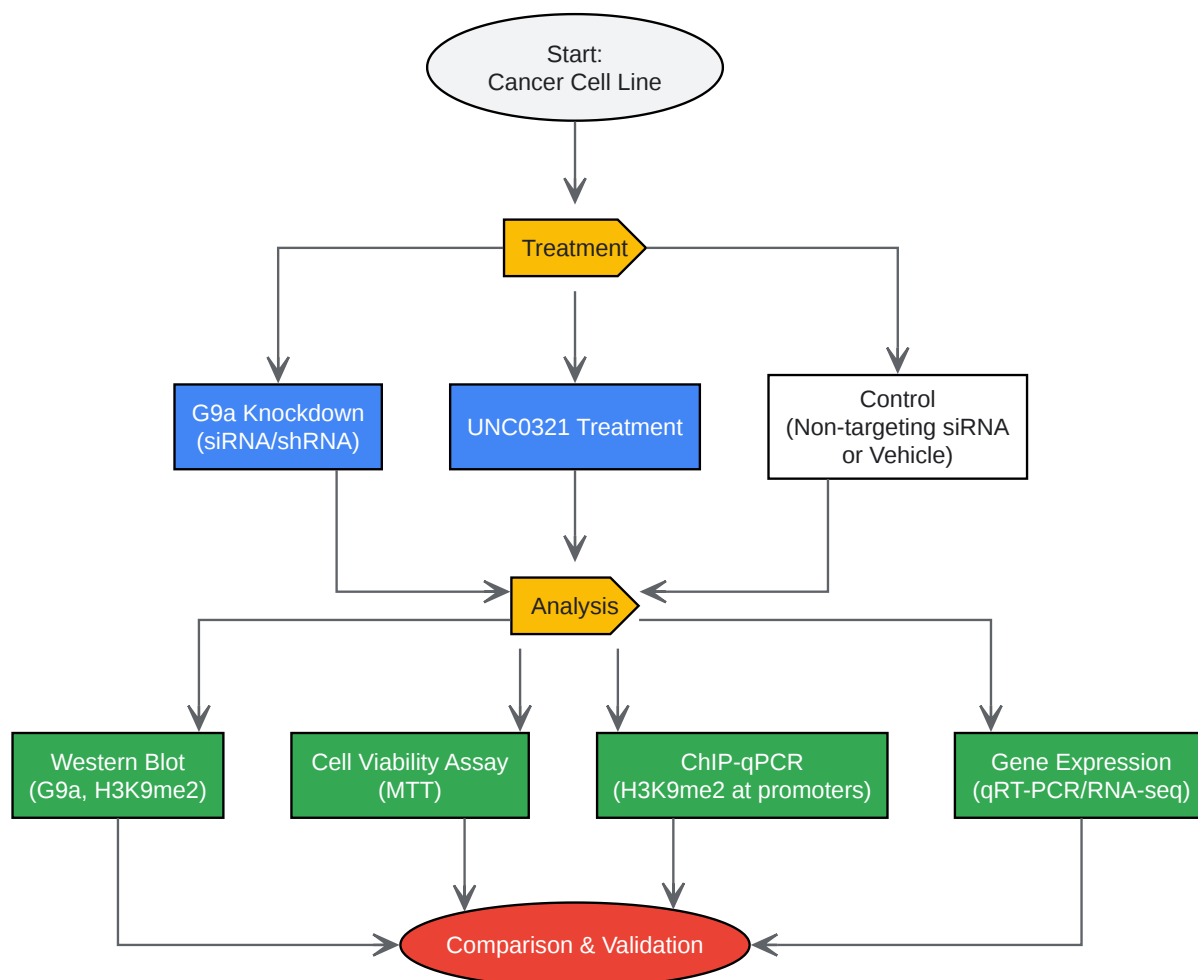 Start:
Cancer Cell Line
Treatment
G9a Knockdown
(siRNA/shRNA)
UNC0321 Treatment
Control
(Non-targeting siRNA
or Vehicle)
Analysis
Western Blot
(G9a, H3K9me2)
Cell Viability Assay
(MTT)
ChIP-qPCR
(H3K9me2 at promoters)
Gene Expression
(qRT-PCR/RNA-seq)
Comparison & Validation